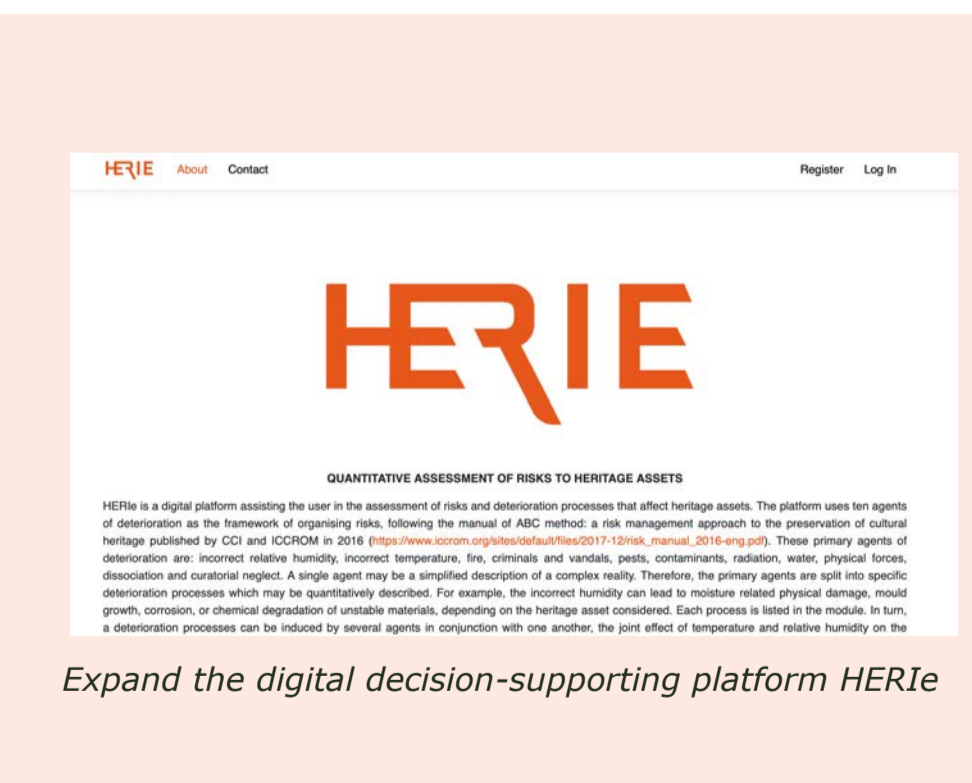 HERIE About Contact Register Log In
HERIE
QUANTITATIVE ASSESSMENT OF RISKS TO HERITAGE ASSETS
HERIe is a digital platform assisting the user in the assessment of risks and deterioration processes that affect heritage assets. The platform uses ten agents
of deterioration as the framework of organising risks, following the manual of ABC method: a risk management approach to the preservation of cultural
heritage published by CCI and ICCROM in 2016 (https://www.iccrom.org/sites/default/files/2017-12/risk_manual_2016-eng.pdf). These primary agents of
deterioration are: incorrect relative humidity, incorrect temperature, fire, criminals and vandals, pests, contaminants, radiation, water, physical forces,
dissociation and curatorial neglect. A single agent may be a simplified description of a complex reality. Therefore, the primary agents are split into specific
deterioration processes which may be quantitatively described. For example, the incorrect humidity can lead to moisture related physical damage, mould
growth, corrosion, or chemical degradation of unstable materials, depending on the heritage asset considered. Each process is listed in the module. In turn,
a deterioration processes can be induced by several agents in conjunction with one another, the joint effect of temperature and relative humidity on the
Expand the digital decision-supporting platform HERIe